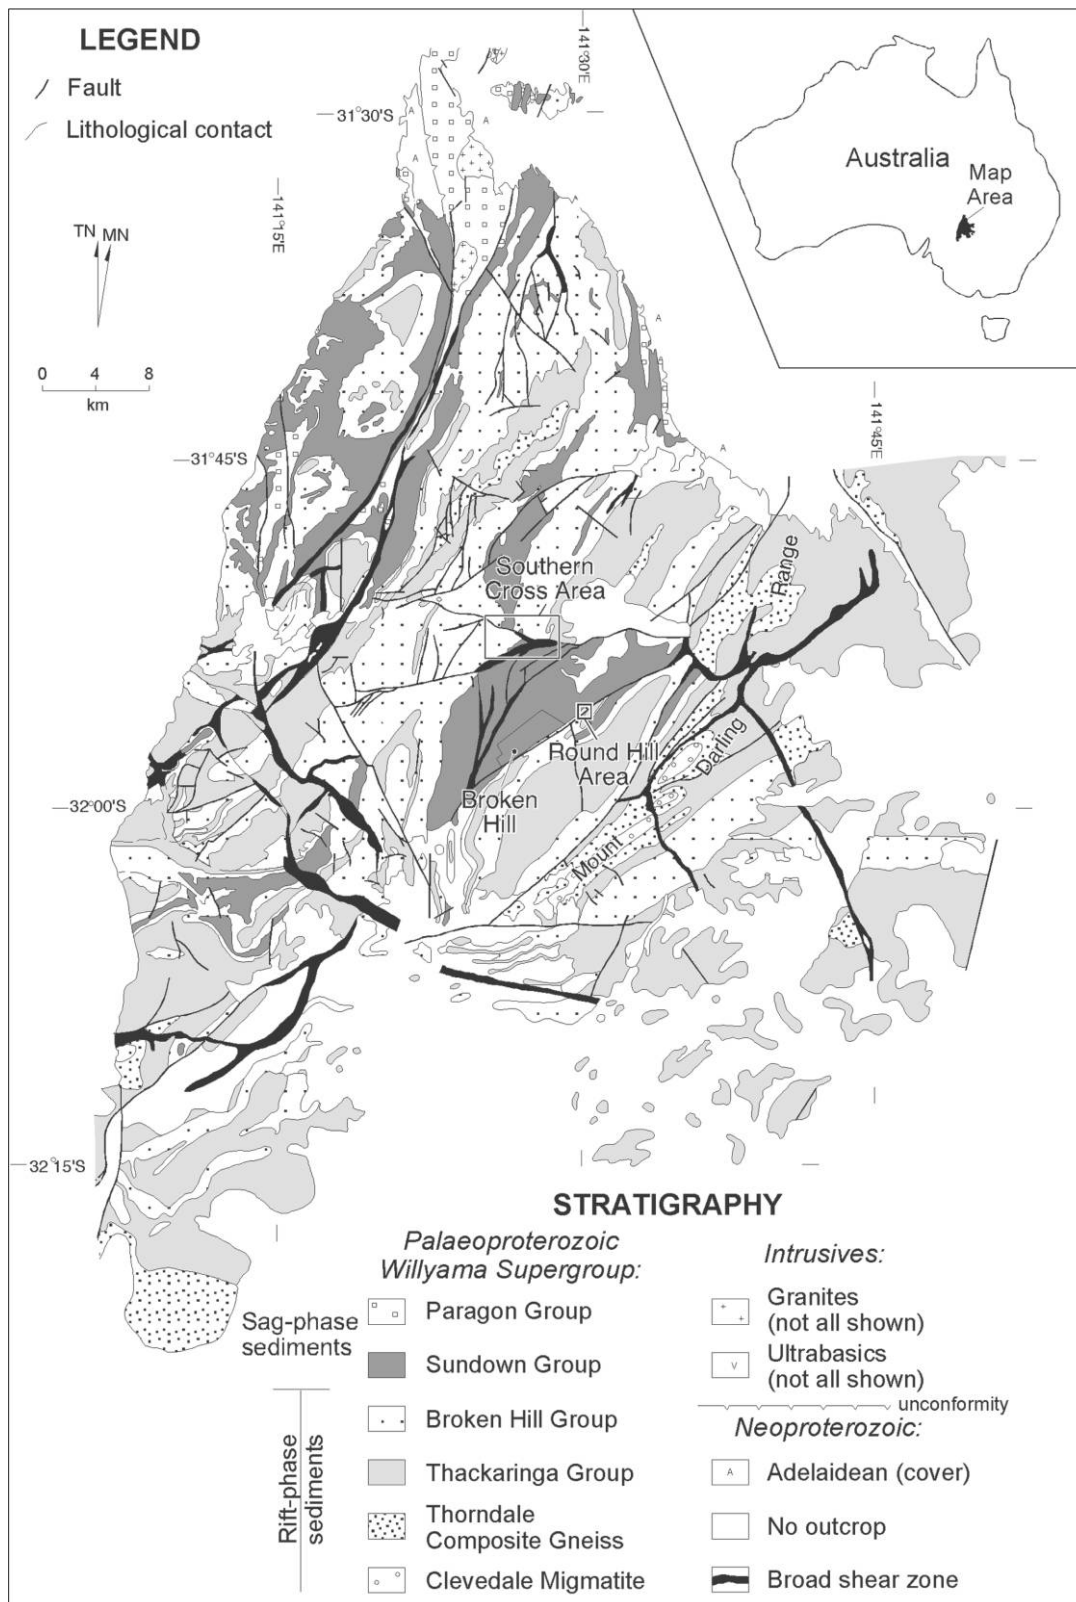 LEGEND
Fault
Lithological contact
TN MN
0 4 8
km
141°15'E
141°30'E
141°45'E
31°30'S
31°45'S
32°00'S
32°15'S
Australia
Map
Area
A
A
A
A
A
A
A
Southern
Cross Area
Round Hill
Area
Broken
Hill
Mount
Darling
Range
STRATIGRAPHY
Palaeoproterozoic
Willyama Supergroup:
Paragon Group
Sundown Group
Broken Hill Group
Thackaringa Group
Thorndale
Composite Gneiss
Clevedale Migmatite
Sag-phase
sediments
Rift-phase
sediments
Intrusives:
Granites
(not all shown)
v
Ultrabasics
(not all shown)
unconformity
Neoproterozoic:
A
Adelaidean (cover)
No outcrop
Broad shear zone